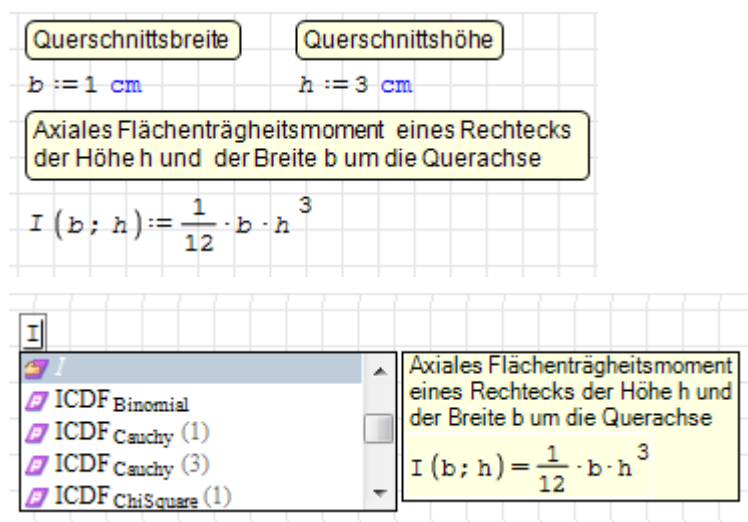 Querschnittsbreite Querschnittshöhe
b := 1 cm h := 3 cm
Axiales Flächenträgheitsmoment eines Rechtecks
der Höhe h und der Breite b um die Querachse
I (b ; h) := 1/12 · b · h^3
I
I
ICDF Binomial
ICDF Cauchy (1)
ICDF Cauchy (3)
ICDF ChiSquare (1)
Axiales Flächenträgheitsmoment
eines Rechtecks der Höhe h und
der Breite b um die Querachse
I (b ; h) = 1/12 · b · h^3